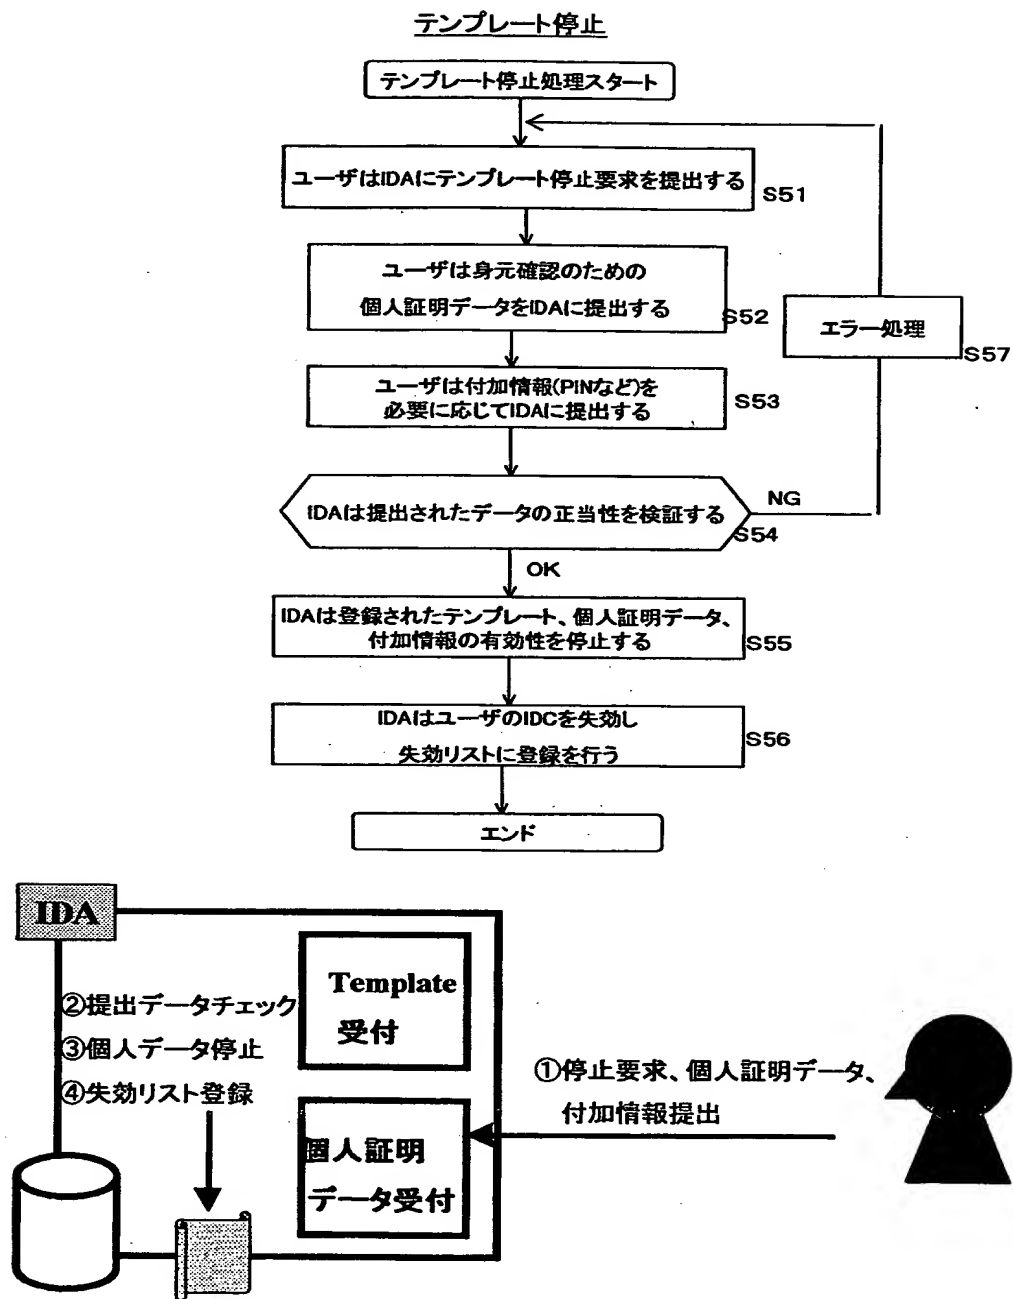 テンプレート停止
テンプレート停止処理スタート
ユーザはIDAにテンプレート停止要求を提出する
S51
ユーザは身元確認のための
個人証明データをIDAに提出する
S52
エラー処理
S57
ユーザは付加情報(PINなど)を
必要に応じてIDAに提出する
S53
IDAは提出されたデータの正当性を検証する
NG
S54
OK
IDAは登録されたテンプレート、個人証明データ、
付加情報の有効性を停止する
S55
IDAはユーザのIDCを失効し
失効リストに登録を行う
S56
エンド
IDA
Template
受付
②提出データチェック
③個人データ停止
④失効リスト登録
①停止要求、個人証明データ、
付加情報提出
個人証明
データ受付